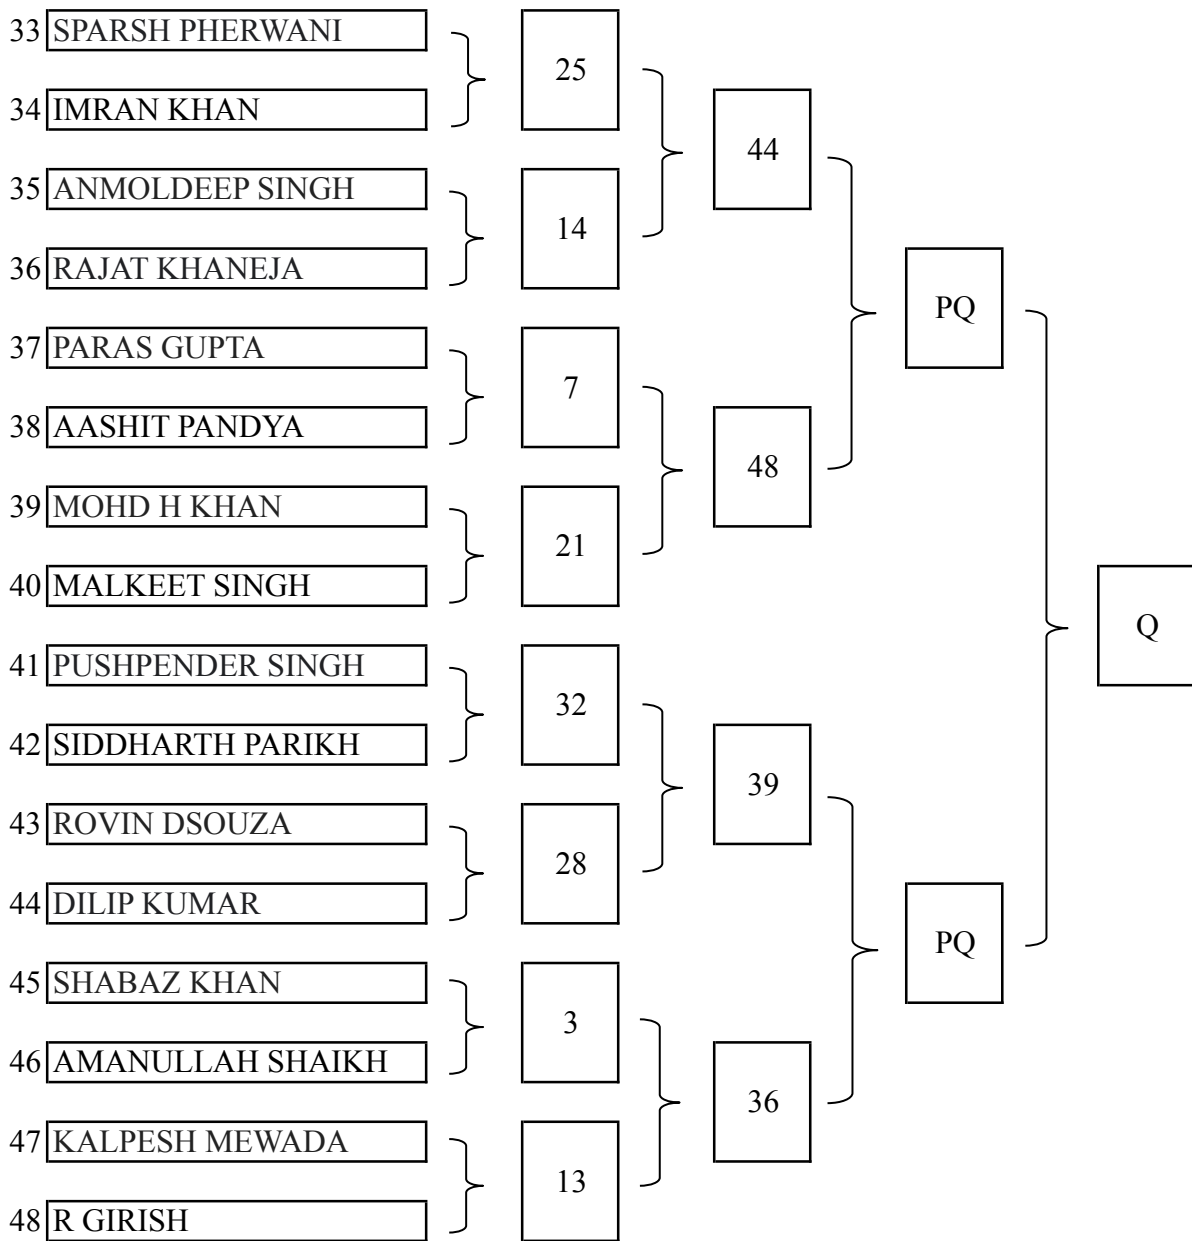 33 SPARSH PHERWANI
25
34 IMRAN KHAN
44
35 ANMOLDEEP SINGH
14
36 RAJAT KHANEJA
PQ
37 PARAS GUPTA
7
38 AASHIT PANDYA
48
39 MOHD H KHAN
21
40 MALKEET SINGH
Q
41 PUSHPENDER SINGH
32
42 SIDDHARTH PARIKH
39
43 ROVIN DSOUZA
28
44 DILIP KUMAR
PQ
45 SHABAZ KHAN
3
46 AMANULLAH SHAIKH
36
47 KALPESH MEWADA
13
48 R GIRISH